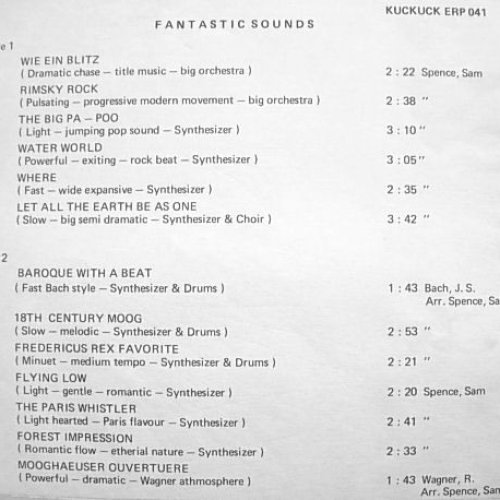 KUCKUCK ERP 041
FANTASTIC SOUNDS
e 1
WIE EIN BLITZ
( Dramatic chase — title music — big orchestra ) 2 : 22 Spence, Sam
RIMSKY ROCK
( Pulsating — progressive modern movement — big orchestra ) 2 : 38 "
THE BIG PA — POO
( Light — jumping pop sound — Synthesizer ) 3 : 10 "
WATER WORLD
( Powerful — exiting — rock beat — Synthesizer ) 3 : 05 "
WHERE
( Fast — wide expansive — Synthesizer ) 2 : 35 "
LET ALL THE EARTH BE AS ONE
( Slow — big semi dramatic — Synthesizer & Choir ) 3 : 42 "
2
BAROQUE WITH A BEAT
( Fast Bach style — Synthesizer & Drums ) 1 : 43 Bach, J. S.
Arr. Spence, Sa
18TH CENTURY MOOG
( Slow — melodic — Synthesizer & Drums ) 2 : 53 "
FREDERICUS REX FAVORITE
( Minuet — medium tempo — Synthesizer & Drums ) 2 : 21 "
FLYING LOW
( Light — gentle — romantic — Synthesizer ) 2 : 20 Spence, Sam
THE PARIS WHISTLER
( Light hearted — Paris flavour — Synthesizer ) 2 : 41 "
FOREST IMPRESSION
( Romantic flow — etherial nature — Synthesizer ) 2 : 33 "
MOOGHAEUSER OUVERTUERE
( Powerful — dramatic — Wagner athmosphere ) 1 : 43 Wagner, R.
Arr. Spence, Sam